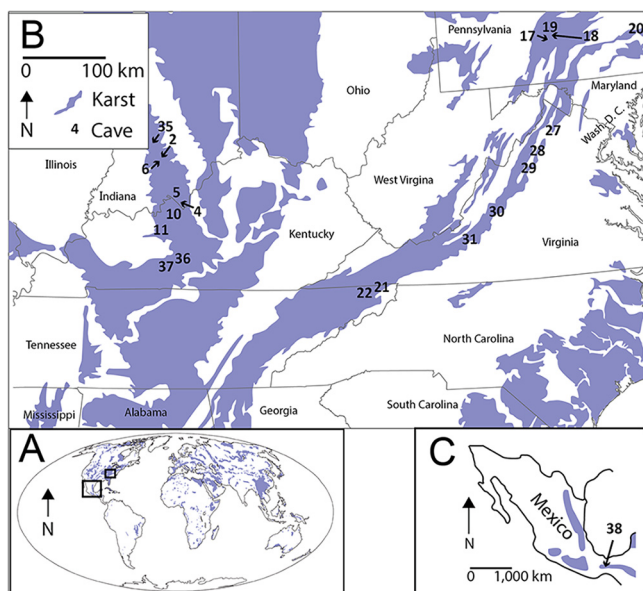 B
0 100 km
N
Karst
4 Cave
Pennsylvania
19
17
18
20
Ohio
Maryland
Wash. D. C.
35
2
27
Illinois
6
28
West Virgina
29
Indiana
5
10
4
30
11
Kentucky
31
Virginia
36
37
21
22
Tennessee
North Carolina
South Carolina
Mississippi
Alabama
Georgia
A
N
C
N
Mexico
38
0 1,000 km